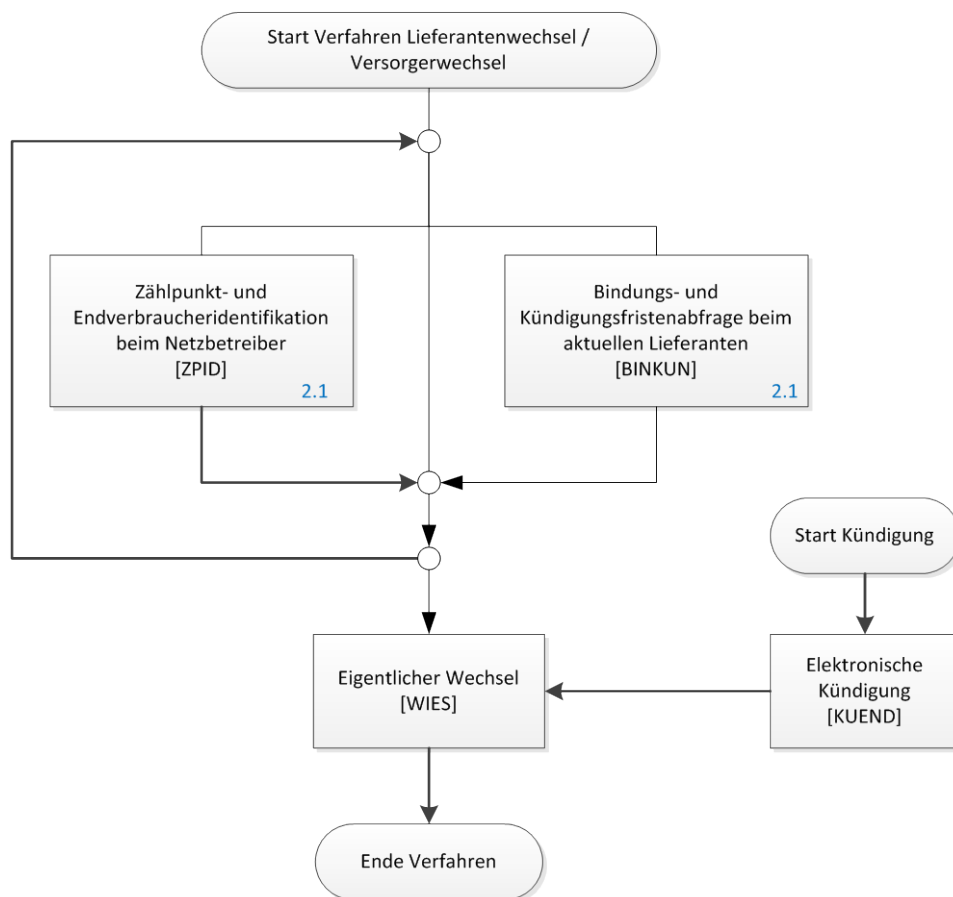 Start Verfahren Lieferantenwechsel /
Versorgerwechsel
Zählpunkt- und
Endverbraucheridentifikation
beim Netzbetreiber
[ZPID]
2.1
Bindungs- und
Kündigungsfristenabfrage beim
aktuellen Lieferanten
[BINKUN]
2.1
Start Kündigung
Eigentlicher Wechsel
[WIES]
Elektronische
Kündigung
[KUEND]
Ende Verfahren